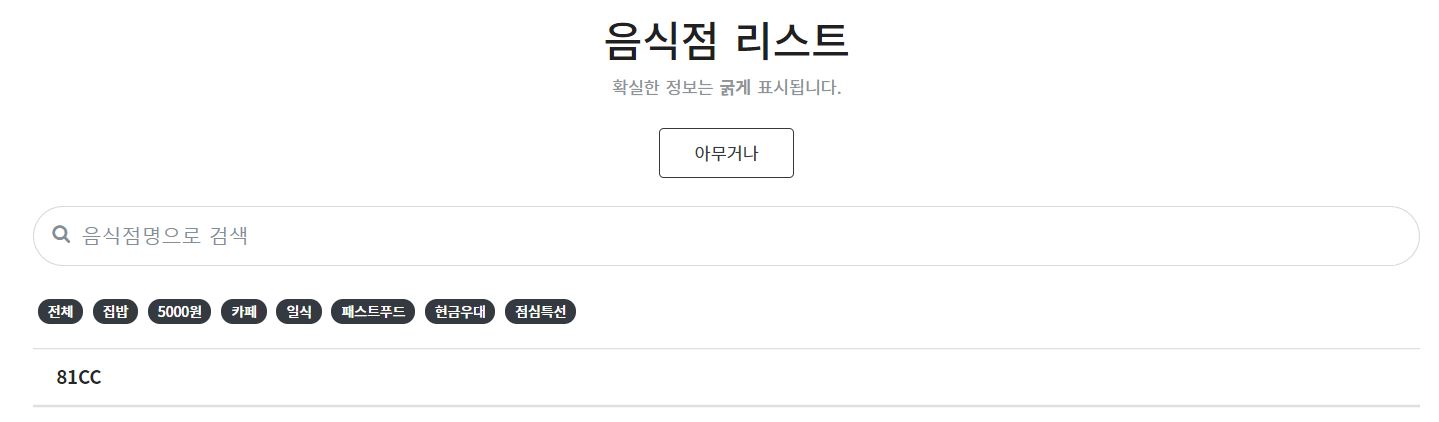 음식점 리스트
확실한 정보는 굵게 표시됩니다.
아무거나
음식점명으로 검색
전체 집밥 5000원 카페 일식 패스트푸드 현금우대 점심특선
81CC